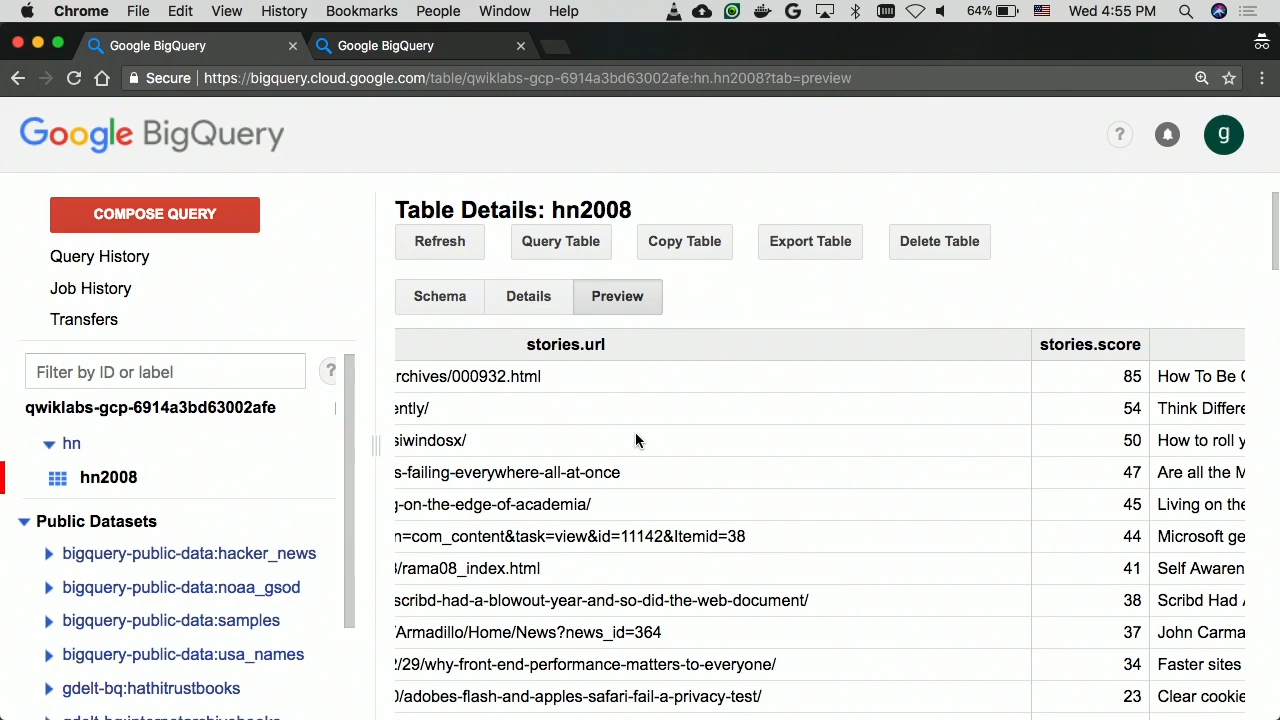 Chrome File Edit View History Bookmarks People Window Help 64% Wed 4:55 PM
Google BigQuery Google BigQuery
Secure https://bigquery.cloud.google.com/table/qwiklabs-gcp-6914a3bd63002afe:hn.hn2008?tab=preview
Google BigQuery ? g
COMPOSE QUERY
Query History
Job History
Transfers
Filter by ID or label ?
qwiklabs-gcp-6914a3bd63002afe
hn
hn2008
Public Datasets
bigquery-public-data:hacker_news
bigquery-public-data:noaa_gsod
bigquery-public-data:samples
bigquery-public-data:usa_names
gdelt-bq:hathitrustbooks
Table Details: hn2008
Refresh Query Table Copy Table Export Table Delete Table
Schema Details Preview
stories.url stories.score
rchives/000932.html 85 How To Be
ently/ 54 Think Differe
siwindosx/ 50 How to roll y
s-failing-everywhere-all-at-once 47 Are all the M
-on-the-edge-of-academia/ 45 Living on the
n=com_content&task=view&id=11142&Itemid=38 44 Microsoft ge
/rama08_index.html 41 Self Awaren
scribd-had-a-blowout-year-and-so-did-the-web-document/ 38 Scribd Had
/Armadillo/Home/News?news_id=364 37 John Carma
/29/why-front-end-performance-matters-to-everyone/ 34 Faster sites
/adobes-flash-and-apples-safari-fail-a-privacy-test/ 23 Clear cookie